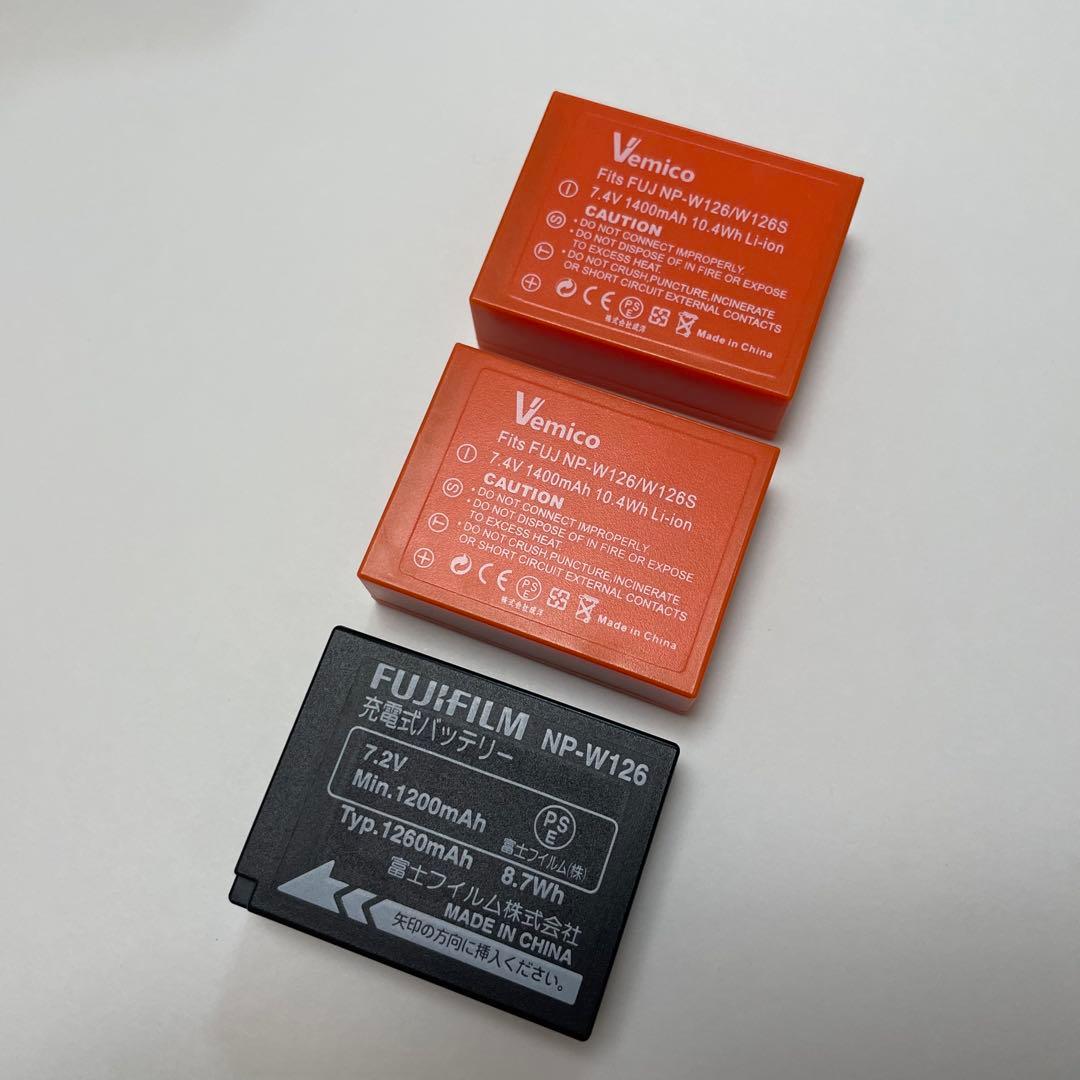 Vemico
Fits FUJ NP-W126/W126S
7.4V 1400mAh 10.4Wh Li-ion
CAUTION
• DO NOT CONNECT IMPROPERLY.
• DO NOT DISPOSE OF IN FIRE OR EXPOSE
TO EXCESS HEAT.
• DO NOT CRUSH,PUNCTURE,INCINERATE
OR SHORT CIRCUIT EXTERNAL CONTACTS
S
T
CE PSE
Made in China
Vemico
Fits FUJ NP-W126/W126S
7.4V 1400mAh 10.4Wh Li-ion
CAUTION
• DO NOT CONNECT IMPROPERLY.
• DO NOT DISPOSE OF IN FIRE OR EXPOSE
TO EXCESS HEAT.
• DO NOT CRUSH,PUNCTURE,INCINERATE
OR SHORT CIRCUIT EXTERNAL CONTACTS
S
T
CE PSE
Made in China
FUJIFILM
充電式バッテリー NP-W126
7.2V
Min.1200mAh PSE
Typ.1260mAh 富士フイルム(株)
8.7Wh
富士フイルム株式会社
MADE IN CHINA
矢印の方向に挿入ください。